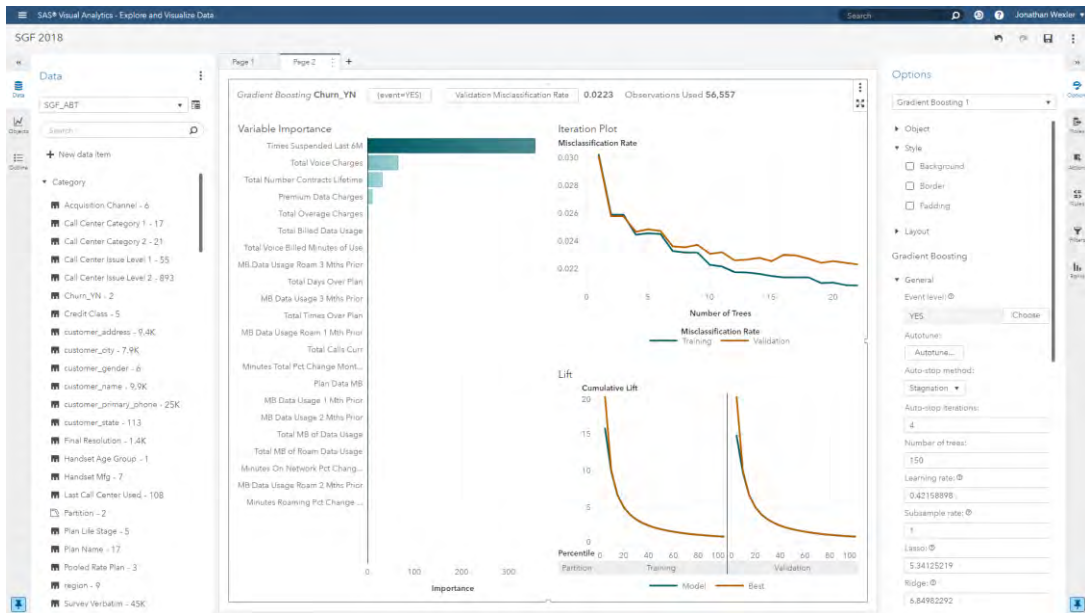 SAS® Visual Analytics - Explore and Visualize Data
Search
Jonathan Wexler
SGF 2018
Data
Objects
Outline
Data
SGF_ABT
Search
+ New data item
Category
Acquisition Channel - 6
Call Center Category 1 - 17
Call Center Category 2 - 21
Call Center Issue Level 1 - 55
Call Center Issue Level 2 - 893
Churn_YN - 2
Credit Class - 5
customer_address - 9.4K
customer_city - 7.9K
customer_gender - 6
customer_name - 9.9K
customer_primary_phone - 25K
customer_state - 113
Final Resolution - 1.4K
Handset Age Group - 1
Handset Mfg - 7
Last Call Center Used - 108
Partition - 2
Plan Life Stage - 5
Plan Name - 17
Pooled Rate Plan - 3
region - 9
Survey Verbatim - 45K
Page 1
Page 2
+
Gradient Boosting Churn_YN (event=YES) Validation Misclassification Rate 0.0223 Observations Used 56,557
Variable Importance
Times Suspended Last 6M
Total Voice Charges
Total Number Contracts Lifetime
Premium Data Charges
Total Overage Charges
Total Billed Data Usage
Total Voice Billed Minutes of Use
MB Data Usage Roam 3 Mths Prior
Total Days Over Plan
MB Data Usage 3 Mths Prior
Total Times Over Plan
MB Data Usage Roam 1 Mth Prior
Total Calls Curr
Minutes Total Pct Change Mont...
Plan Data MB
MB Data Usage 1 Mth Prior
MB Data Usage 2 Mths Prior
Total MB of Data Usage
Total MB of Roam Data Usage
Minutes On Network Pct Chang...
MB Data Usage Roam 2 Mths Prior
Minutes Roaming Pct Change ...
0 100 200 300
Importance
Iteration Plot
Misclassification Rate
0.030
0.028
0.026
0.024
0.022
0 5 10 15 20
Number of Trees
Misclassification Rate
Training Validation
Lift
Cumulative Lift
20
15
10
5
0
Percentile 0 20 40 60 80 100 0 20 40 60 80 100
Partition Training Validation
Model Best
Options
Gradient Boosting 1
Object
Style
Background
Border
Padding
Layout
Gradient Boosting
General
Event level:
YES Choose
Autotune:
Autotune...
Auto-stop method:
Stagnation
Auto-stop iterations:
4
Number of trees:
150
Learning rate:
0.42158898
Subsample rate:
1
Lasso:
5.34125219
Ridge:
6.84982292